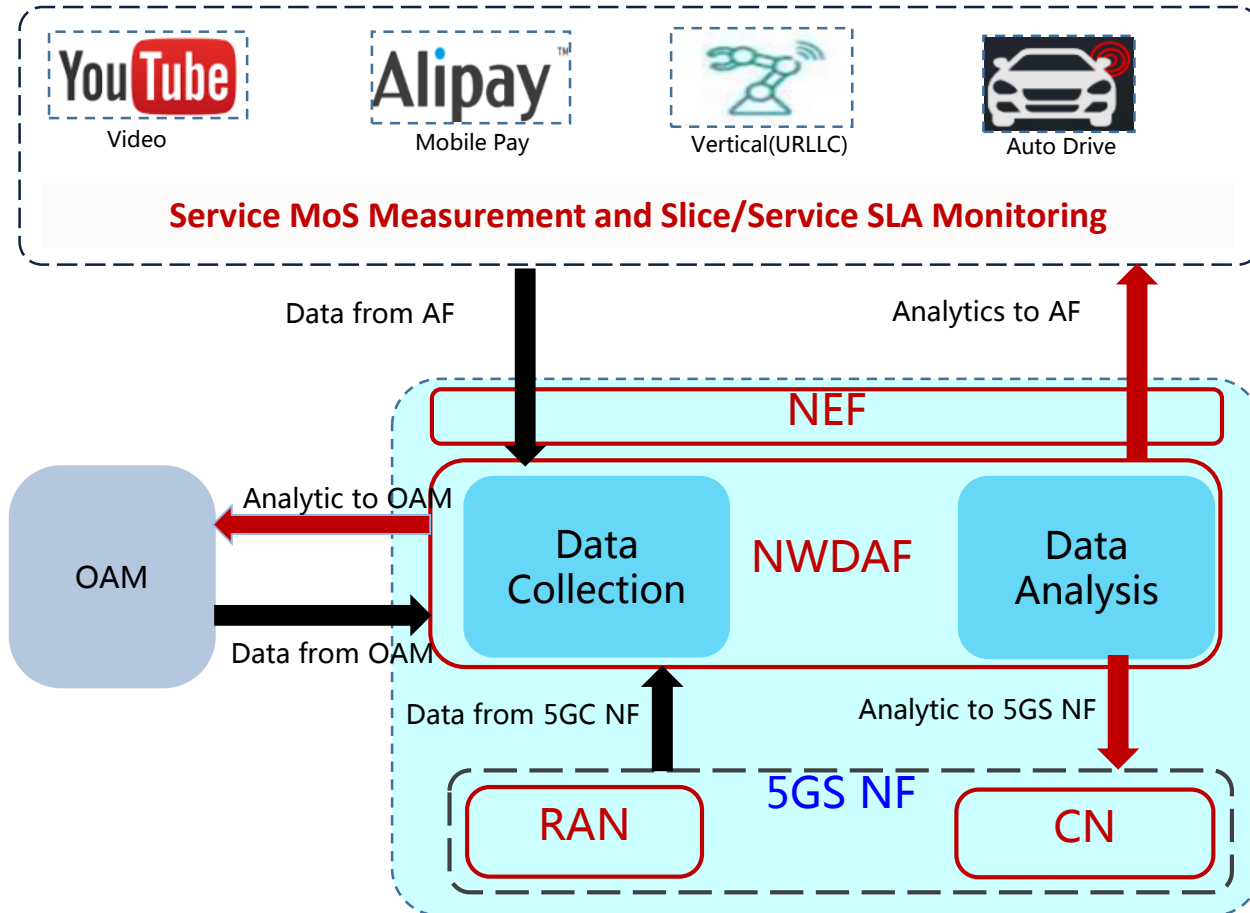 YouTube
Alipay™
Video
Mobile Pay
Vertical(URLLC)
Auto Drive
Service MoS Measurement and Slice/Service SLA Monitoring
Data from AF
Analytics to AF
NEF
Analytic to OAM
OAM
Data
Collection
NWDAF
Data
Analysis
Data from OAM
Data from 5GC NF
Analytic to 5GS NF
5GS NF
RAN
CN